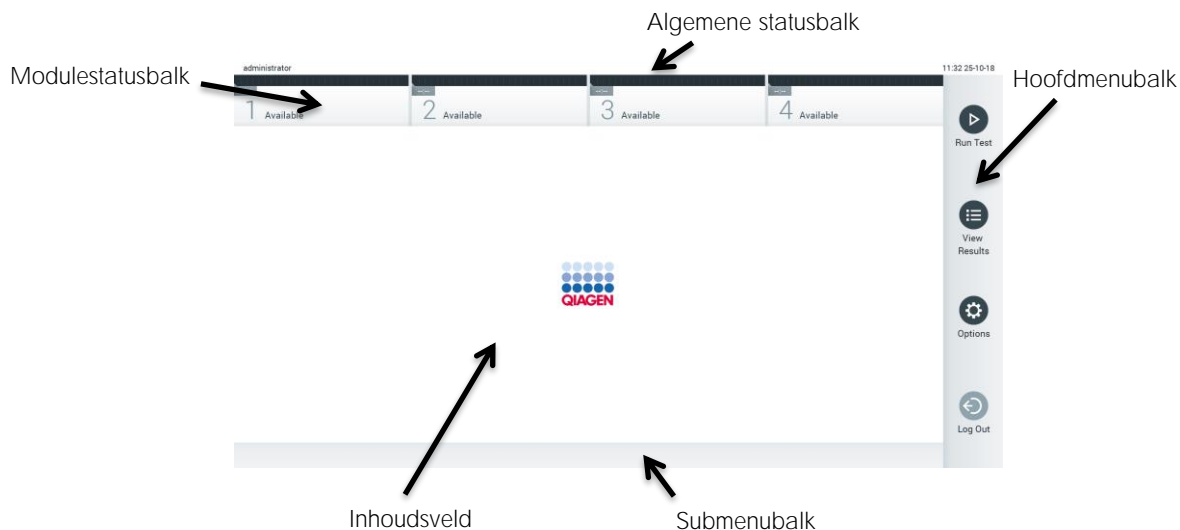 Algemene statusbalk
Modulestatusbalk
Hoofdmenubalk
administrator
11:32 25-10-18
--:-- --:-- --:--
1 Available 2 Available 3 Available 4 Available
Run Test
View
Results
QIAGEN
Options
Log Out
Inhoudsveld
Submenubalk